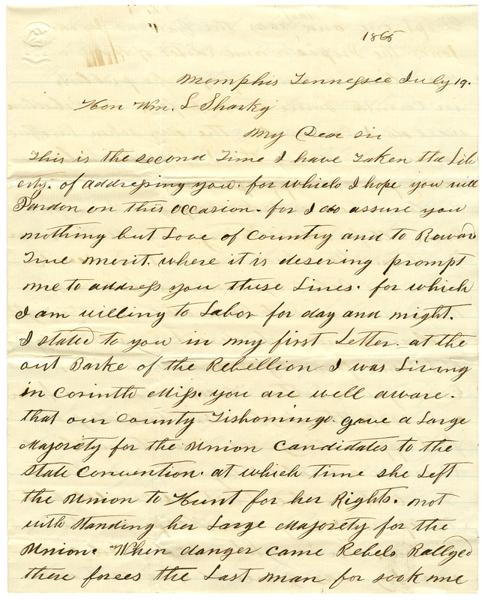 1865
Memphis Tennessee July 19.
Hon Wm. L Sharky
My Dear Sir
This is the second Time I have Taken the Lib
erty. of addressing you. for which I hope you will
Pardon on this occasion. for I do assure you
nothing but Love of Country and to Reward
True merit. where it is deserving prompt
me to address you these Lines. for which
I am willing to Labor for day and night.
I stated to you in my first Letter. at the
out Barke of the Rebellion I was Living
in Corinth Miss. you are well aware.
that our County Tishomingo. gave a Large
Majority for the Union Candidates to the
State Convention. at which time she Left
the Union to Hunt for her Rights. not
with Standing her Large Majority for the
Union. When danger came Rebels Rallyed
there forces the Last man for sook me